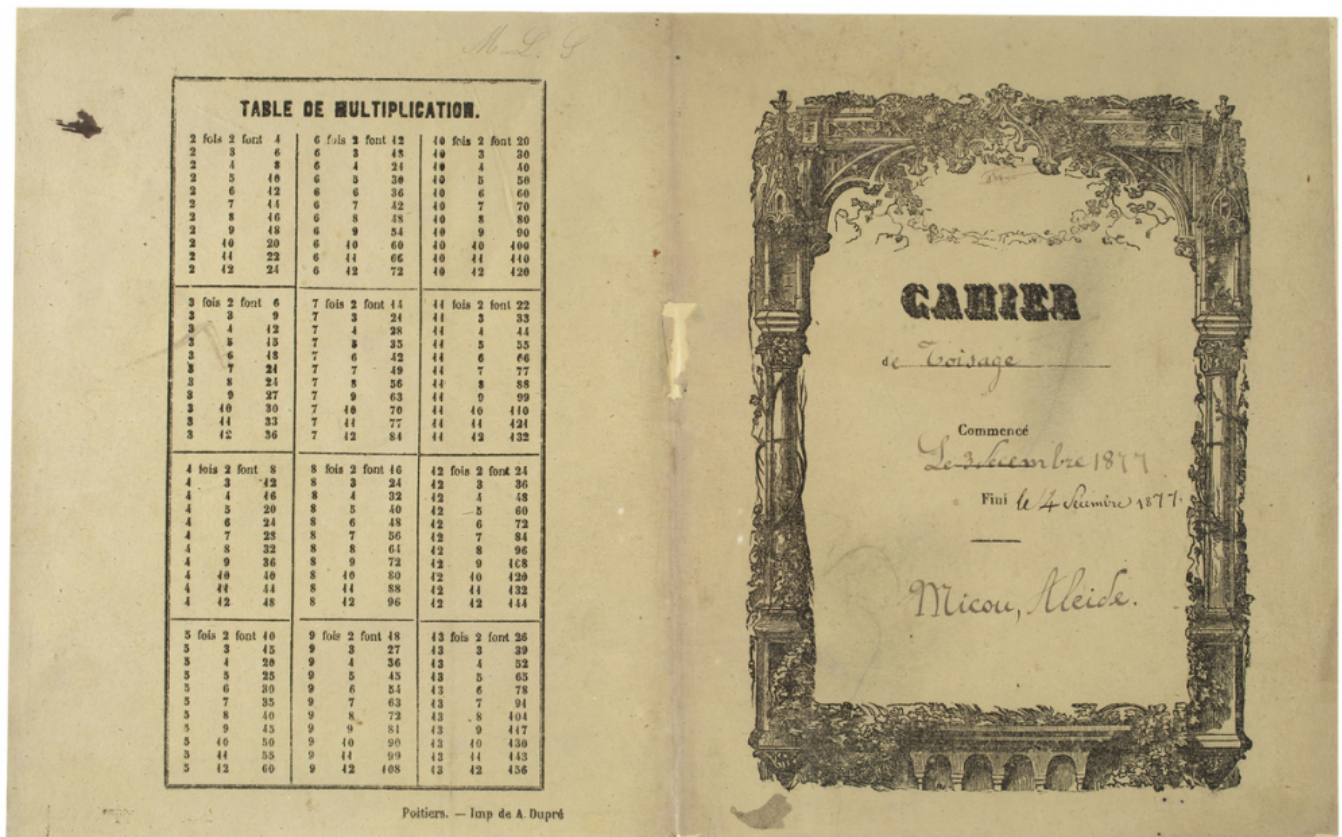 M L S
TABLE DE MULTIPLICATION.
2 fois 2 font 4 6 fois 2 font 12 10 fois 2 font 20
2 3 6 6 3 18 10 3 30
2 4 8 6 4 24 10 4 40
2 5 10 6 5 30 10 5 50
2 6 12 6 6 36 10 6 60
2 7 14 6 7 42 10 7 70
2 8 16 6 8 48 10 8 80
2 9 18 6 9 54 10 9 90
2 10 20 6 10 60 10 10 100
2 11 22 6 11 66 10 11 110
2 12 24 6 12 72 10 12 120
3 fois 2 font 6 7 fois 2 font 14 11 fois 2 font 22
3 3 9 7 3 21 11 3 33
3 4 12 7 4 28 11 4 44
3 5 15 7 5 35 11 5 55
3 6 18 7 6 42 11 6 66
3 7 21 7 7 49 11 7 77
3 8 24 7 8 56 11 8 88
3 9 27 7 9 63 11 9 99
3 10 30 7 10 70 11 10 110
3 11 33 7 11 77 11 11 121
3 12 36 7 12 84 11 12 132
4 fois 2 font 8 8 fois 2 font 16 12 fois 2 font 24
4 3 12 8 3 24 12 3 36
4 4 16 8 4 32 12 4 48
4 5 20 8 5 40 12 5 60
4 6 24 8 6 48 12 6 72
4 7 28 8 7 56 12 7 84
4 8 32 8 8 64 12 8 96
4 9 36 8 9 72 12 9 108
4 10 40 8 10 80 12 10 120
4 11 44 8 11 88 12 11 132
4 12 48 8 12 96 12 12 144
5 fois 2 font 10 9 fois 2 font 18 13 fois 2 font 26
5 3 15 9 3 27 13 3 39
5 4 20 9 4 36 13 4 52
5 5 25 9 5 45 13 5 65
5 6 30 9 6 54 13 6 78
5 7 35 9 7 63 13 7 91
5 8 40 9 8 72 13 8 104
5 9 45 9 9 81 13 9 117
5 10 50 9 10 90 13 10 130
5 11 55 9 11 99 13 11 143
5 12 60 9 12 108 13 12 156
Poitiers. — Imp de A. Dupré
CAHIER
de Toisage
Commencé
Le 3 décembre 1877
Fini le 4 Décembre 1877.
Micou, Alcide.